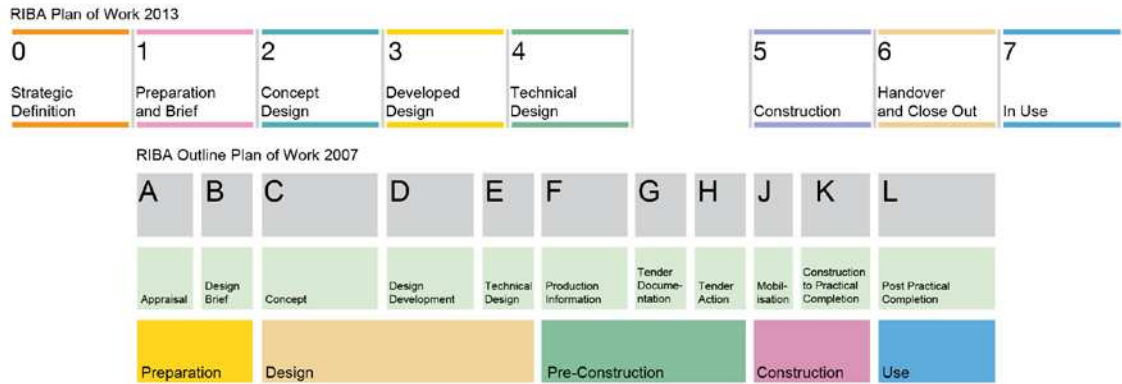 RIBA Plan of Work 2013
0
1
2
3
4
5
6
7
Strategic
Definition
Preparation
and Brief
Concept
Design
Developed
Design
Technical
Design
Construction
Handover
and Close Out
In Use
RIBA Outline Plan of Work 2007
A
B
C
D
E
F
G
H
J
K
L
Appraisal
Design
Brief
Concept
Design
Development
Technical
Design
Production
Information
Tender
Docume-
ntation
Tender
Action
Mobil-
isation
Construction
to Practical
Completion
Post Practical
Completion
Preparation
Design
Pre-Construction
Construction
Use